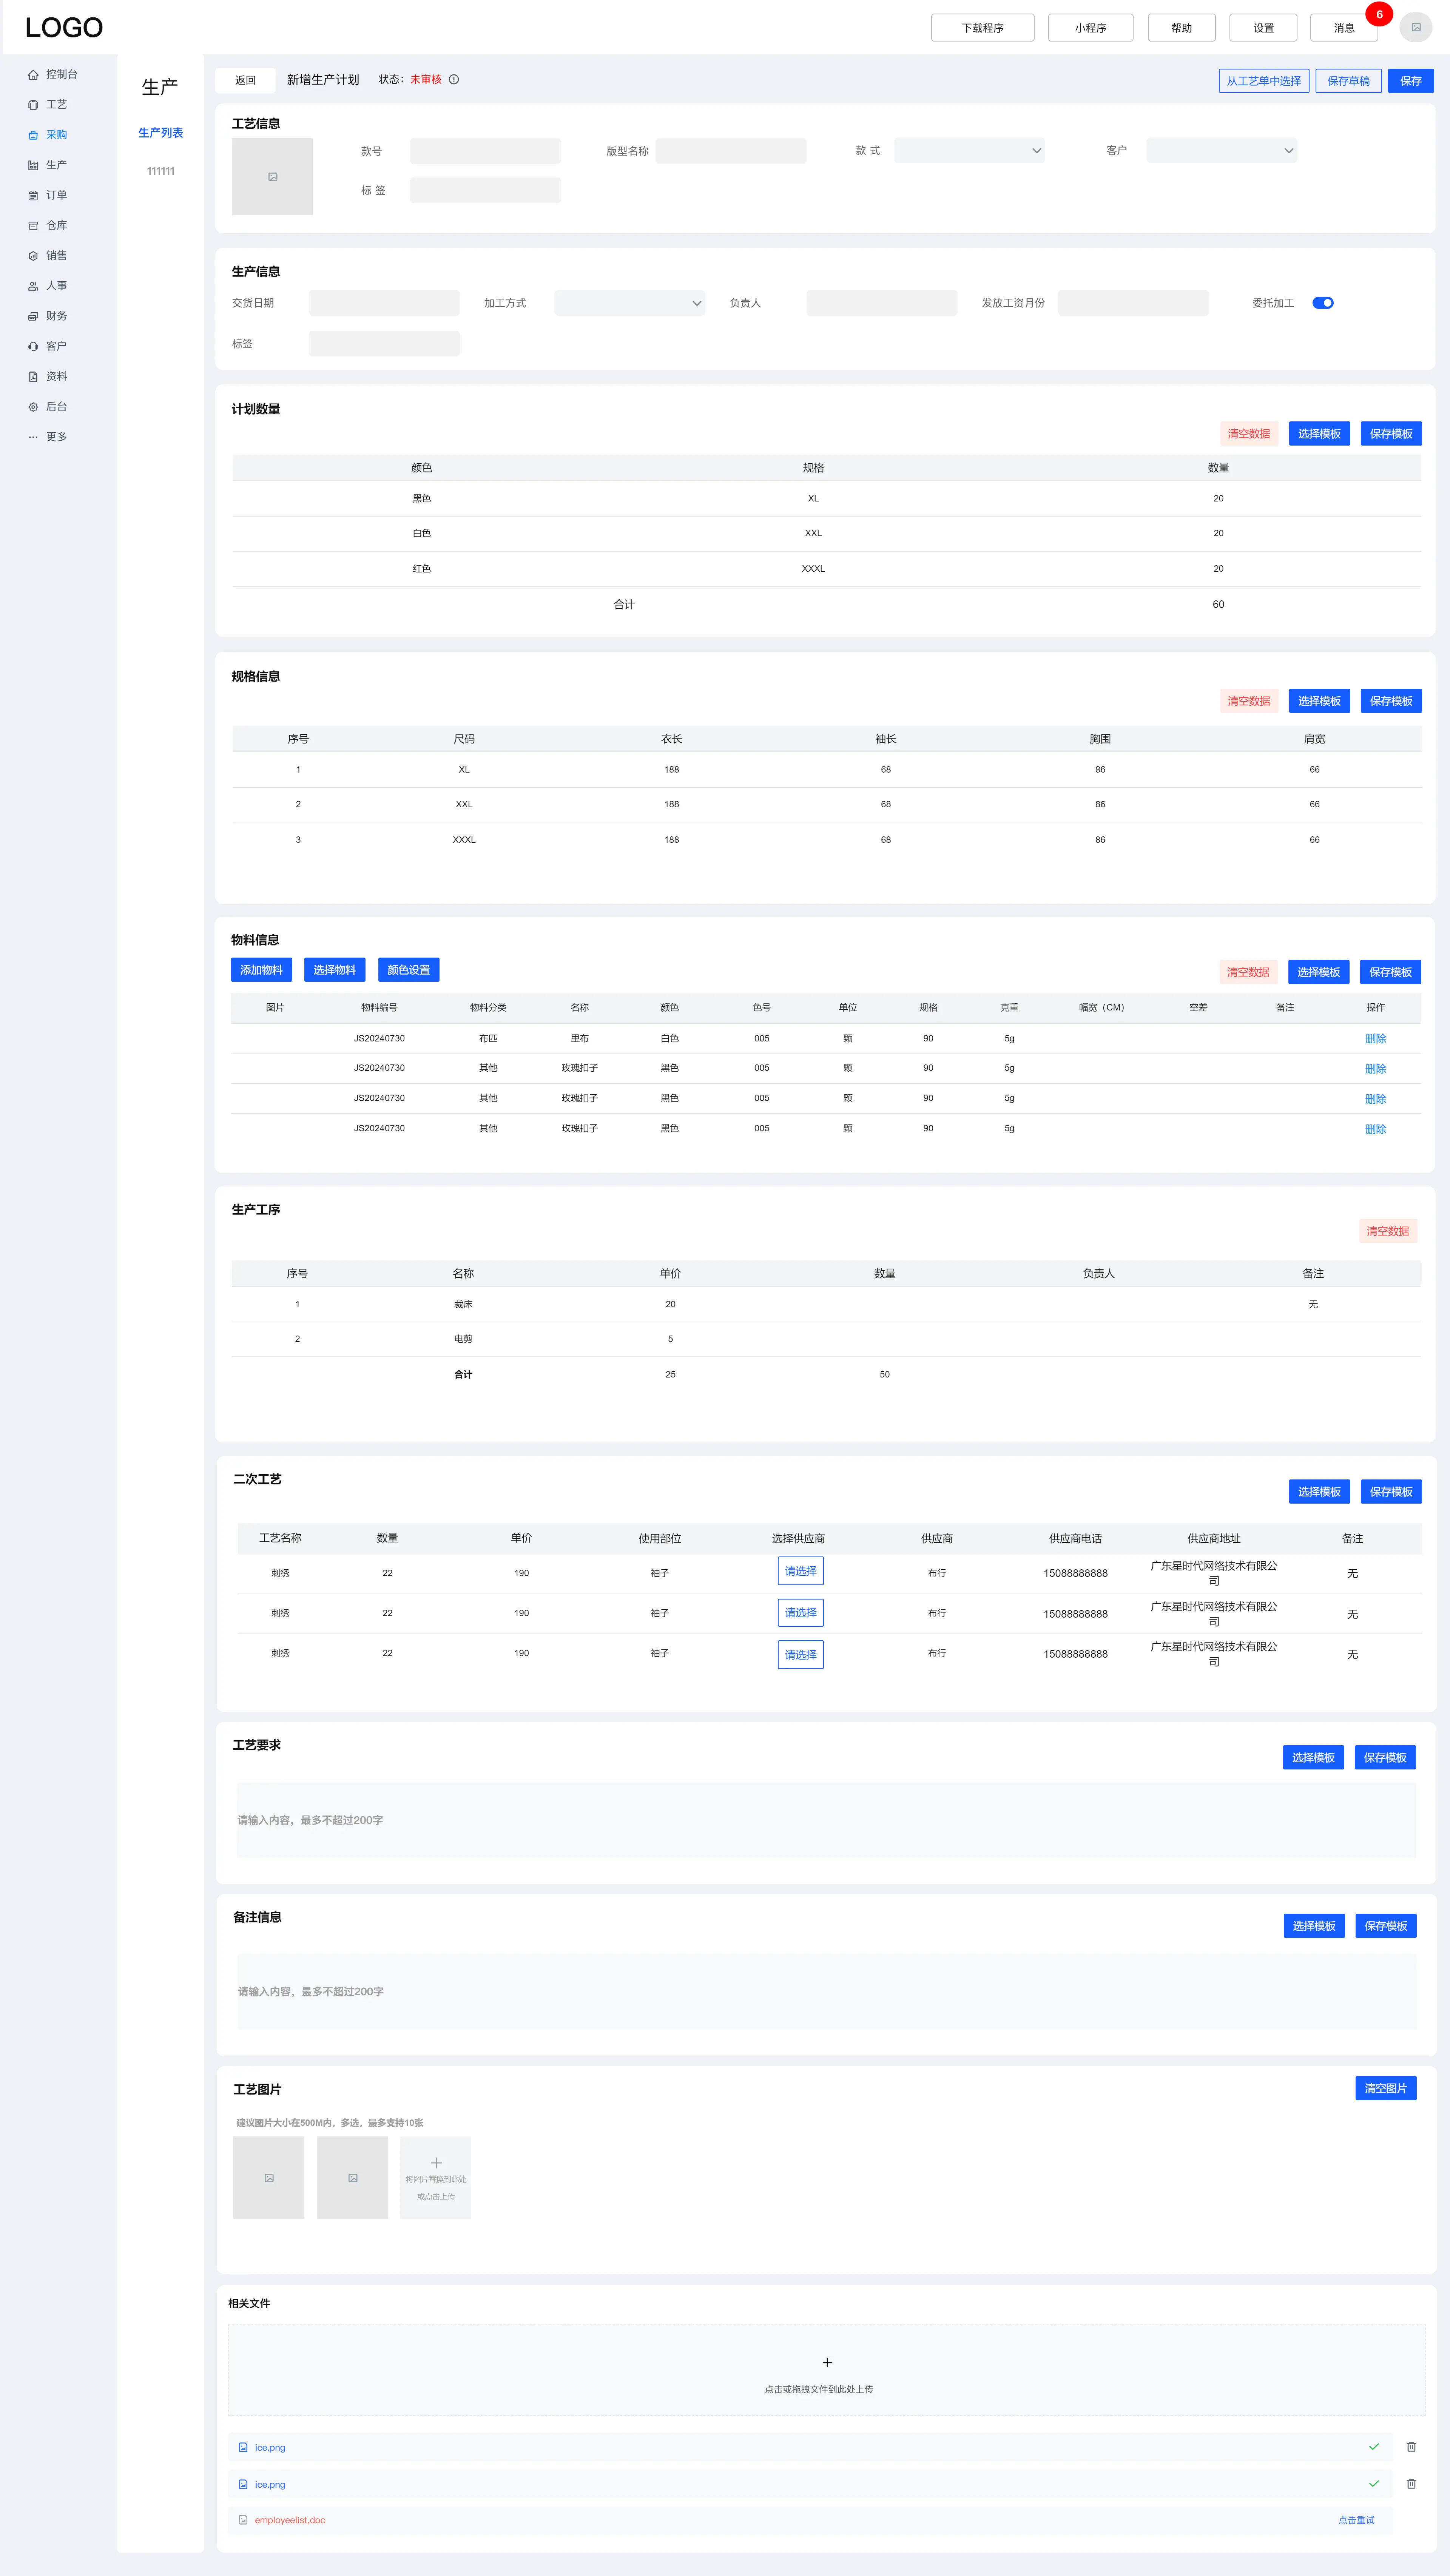 LOGO
下载程序
小程序
帮助
设置
消息
6
控制台
工艺
采购
生产
订单
仓库
销售
人事
财务
客户
资料
后台
更多
生产
生产列表
111111
返回 新增生产计划 状态: 未审核
从工艺单中选择 保存草稿 保存
工艺信息
款号 版型名称 款 式 客户
标 签
生产信息
交货日期 加工方式 负责人 发放工资月份 委托加工
标签
计划数量
清空数据 选择模板 保存模板
颜色 规格 数量
黑色 XL 20
白色 XXL 20
红色 XXXL 20
合计 60
规格信息
清空数据 选择模板 保存模板
序号 尺码 衣长 袖长 胸围 肩宽
1 XL 188 68 86 66
2 XXL 188 68 86 66
3 XXXL 188 68 86 66
物料信息
添加物料 选择物料 颜色设置 清空数据 选择模板 保存模板
图片 物料编号 物料分类 名称 颜色 色号 单位 规格 克重 幅宽（CM） 空差 备注 操作
JS20240730 布匹 里布 白色 005 颗 90 5g 删除
JS20240730 其他 玫瑰扣子 黑色 005 颗 90 5g 删除
JS20240730 其他 玫瑰扣子 黑色 005 颗 90 5g 删除
JS20240730 其他 玫瑰扣子 黑色 005 颗 90 5g 删除
生产工序
清空数据
序号 名称 单价 数量 负责人 备注
1 裁床 20 无
2 电剪 5
合计 25 50
二次工艺
选择模板 保存模板
工艺名称 数量 单价 使用部位 选择供应商 供应商 供应商电话 供应商地址 备注
刺绣 22 190 袖子 请选择 布行 15088888888 广东星时代网络技术有限公
司
无
刺绣 22 190 袖子 请选择 布行 15088888888 广东星时代网络技术有限公
司
无
刺绣 22 190 袖子 请选择 布行 15088888888 广东星时代网络技术有限公
司
无
工艺要求
选择模板 保存模板
请输入内容，最多不超过200字
备注信息
选择模板 保存模板
请输入内容，最多不超过200字
工艺图片
清空图片
建议图片大小在500M内，多选，最多支持10张
将图片替换到此处
或点击上传
相关文件
点击或拖拽文件到此处上传
ice.png
ice.png
employeelist,doc 点击重试